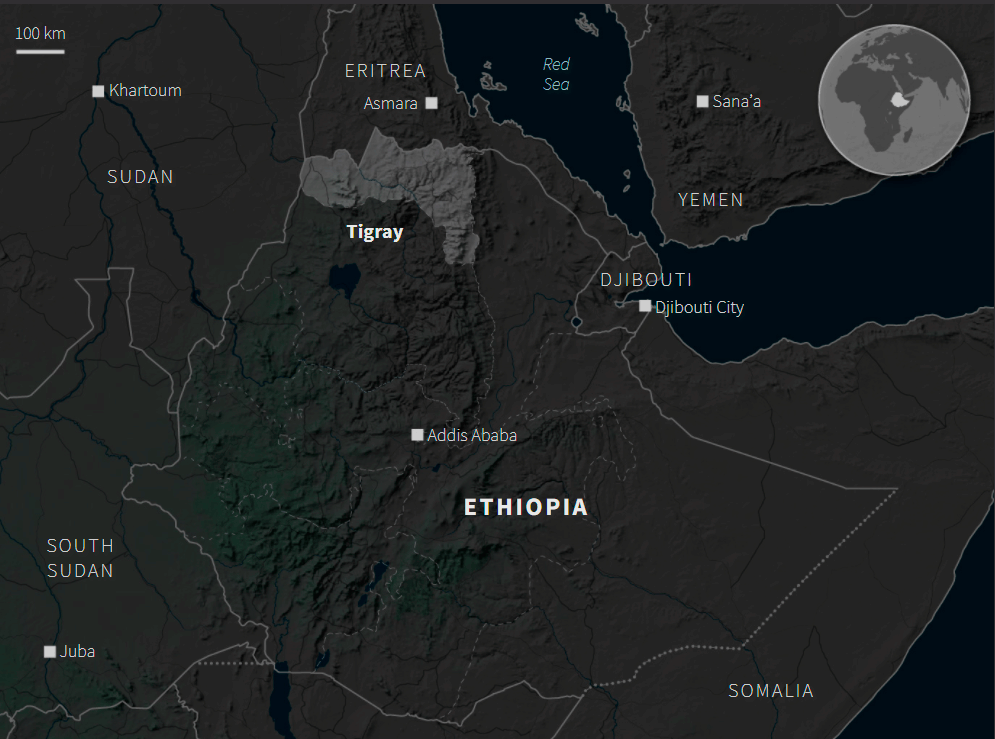 100 km
Khartoum
ERITREA
Asmara
Red
Sea
Sana'a
SUDAN
YEMEN
Tigray
DJIBOUTI
Djibouti City
Addis Ababa
ETHIOPIA
SOUTH
SUDAN
Juba
SOMALIA